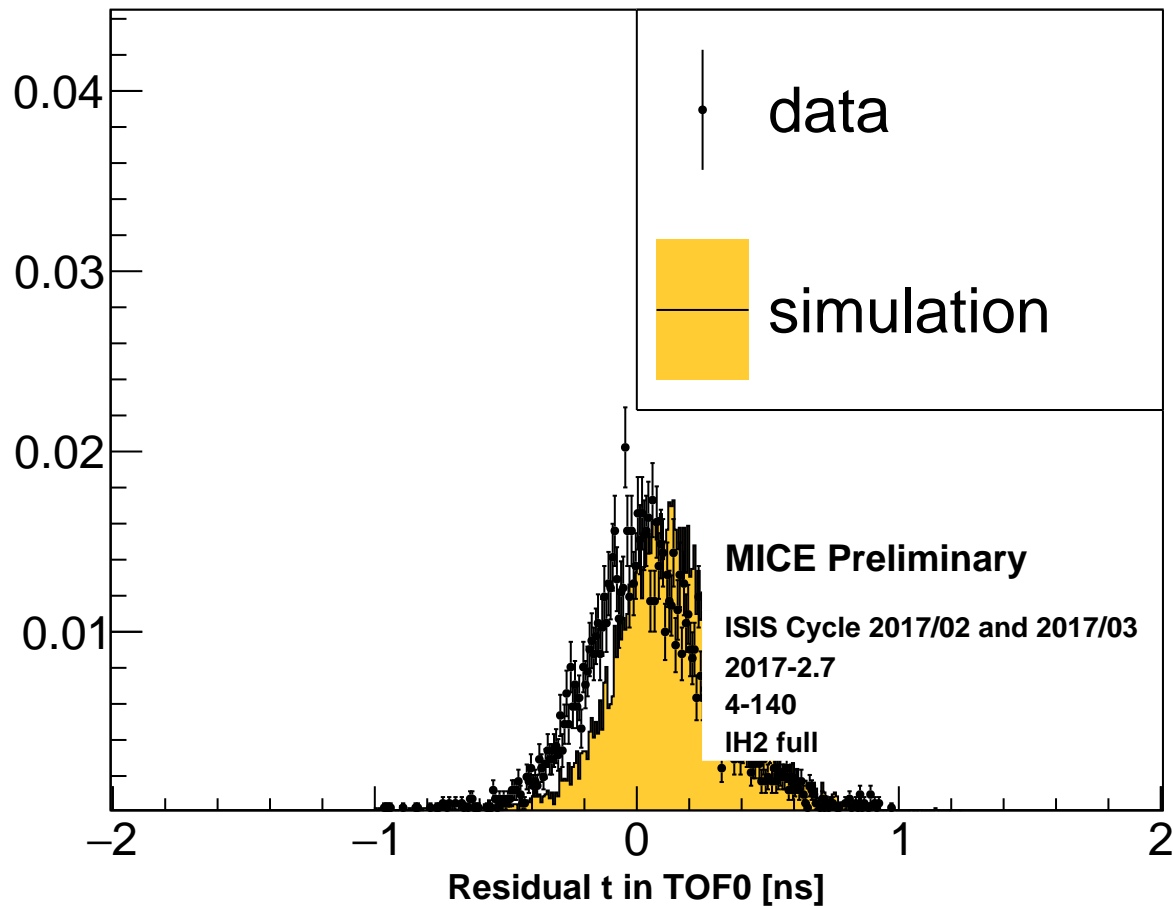 0.04
data
0.03
simulation
0.02
MICE Preliminary
0.01
ISIS Cycle 2017/02 and 2017/03
2017-2.7
4-140
lH2 full
−2 −1 0 1 2
Residual t in TOF0 [ns]